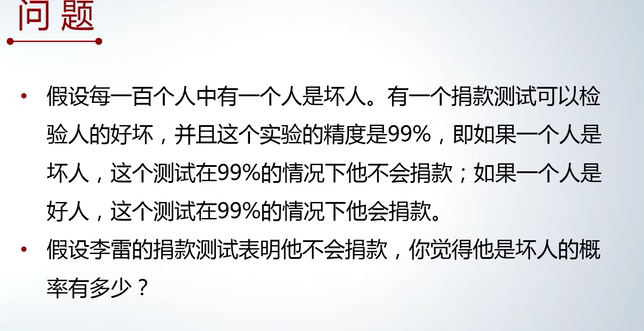 问题
• 假设每一百个人中有一个人是坏人。有一个捐款测试可以检
验人的好坏，并且这个实验的精度是99%，即如果一个人是
坏人，这个测试在99%的情况下他不会捐款；如果一个人是
好人，这个测试在99%的情况下他会捐款。
• 假设李雷的捐款测试表明他不会捐款，你觉得他是坏人的概
率有多少？